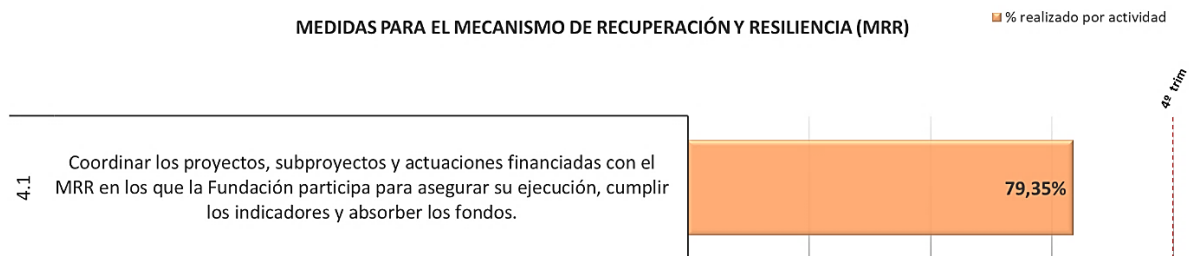 % realizado por actividad
MEDIDAS PARA EL MECANISMO DE RECUPERACIÓN Y RESILIENCIA (MRR)
4º trim
4.1
Coordinar los proyectos, subproyectos y actuaciones financiadas con el
MRR en los que la Fundación participa para asegurar su ejecución, cumplir
los indicadores y absorber los fondos.
79,35%